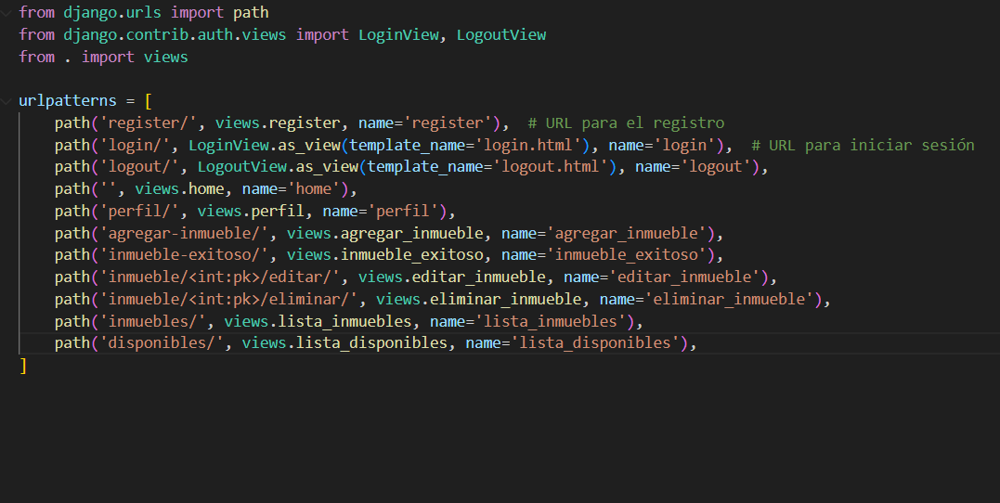 from django.urls import path
from django.contrib.auth.views import LoginView, LogoutView
from . import views
urlpatterns = [
    path('register/', views.register, name='register'),  # URL para el registro
    path('login/', LoginView.as_view(template_name='login.html'), name='login'),  # URL para iniciar sesión
    path('logout/', LogoutView.as_view(template_name='logout.html'), name='logout'),
    path('', views.home, name='home'),
    path('perfil/', views.perfil, name='perfil'),
    path('agregar-inmueble/', views.agregar_inmueble, name='agregar_inmueble'),
    path('inmueble-exitoso/', views.inmueble_exitoso, name='inmueble_exitoso'),
    path('inmueble/<int:pk>/editar/', views.editar_inmueble, name='editar_inmueble'),
    path('inmueble/<int:pk>/eliminar/', views.eliminar_inmueble, name='eliminar_inmueble'),
    path('inmuebles/', views.lista_inmuebles, name='lista_inmuebles'),
    path('disponibles/', views.lista_disponibles, name='lista_disponibles'),
]